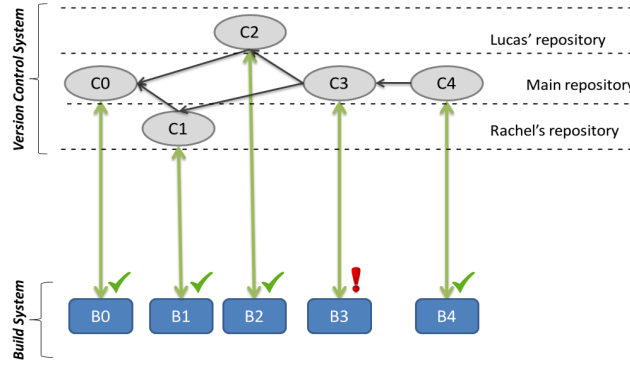 Version Control System
C2
Lucas' repository
C0
C3
C4
Main repository
C1
Rachel's repository
Build System
B0
B1
B2
B3
B4